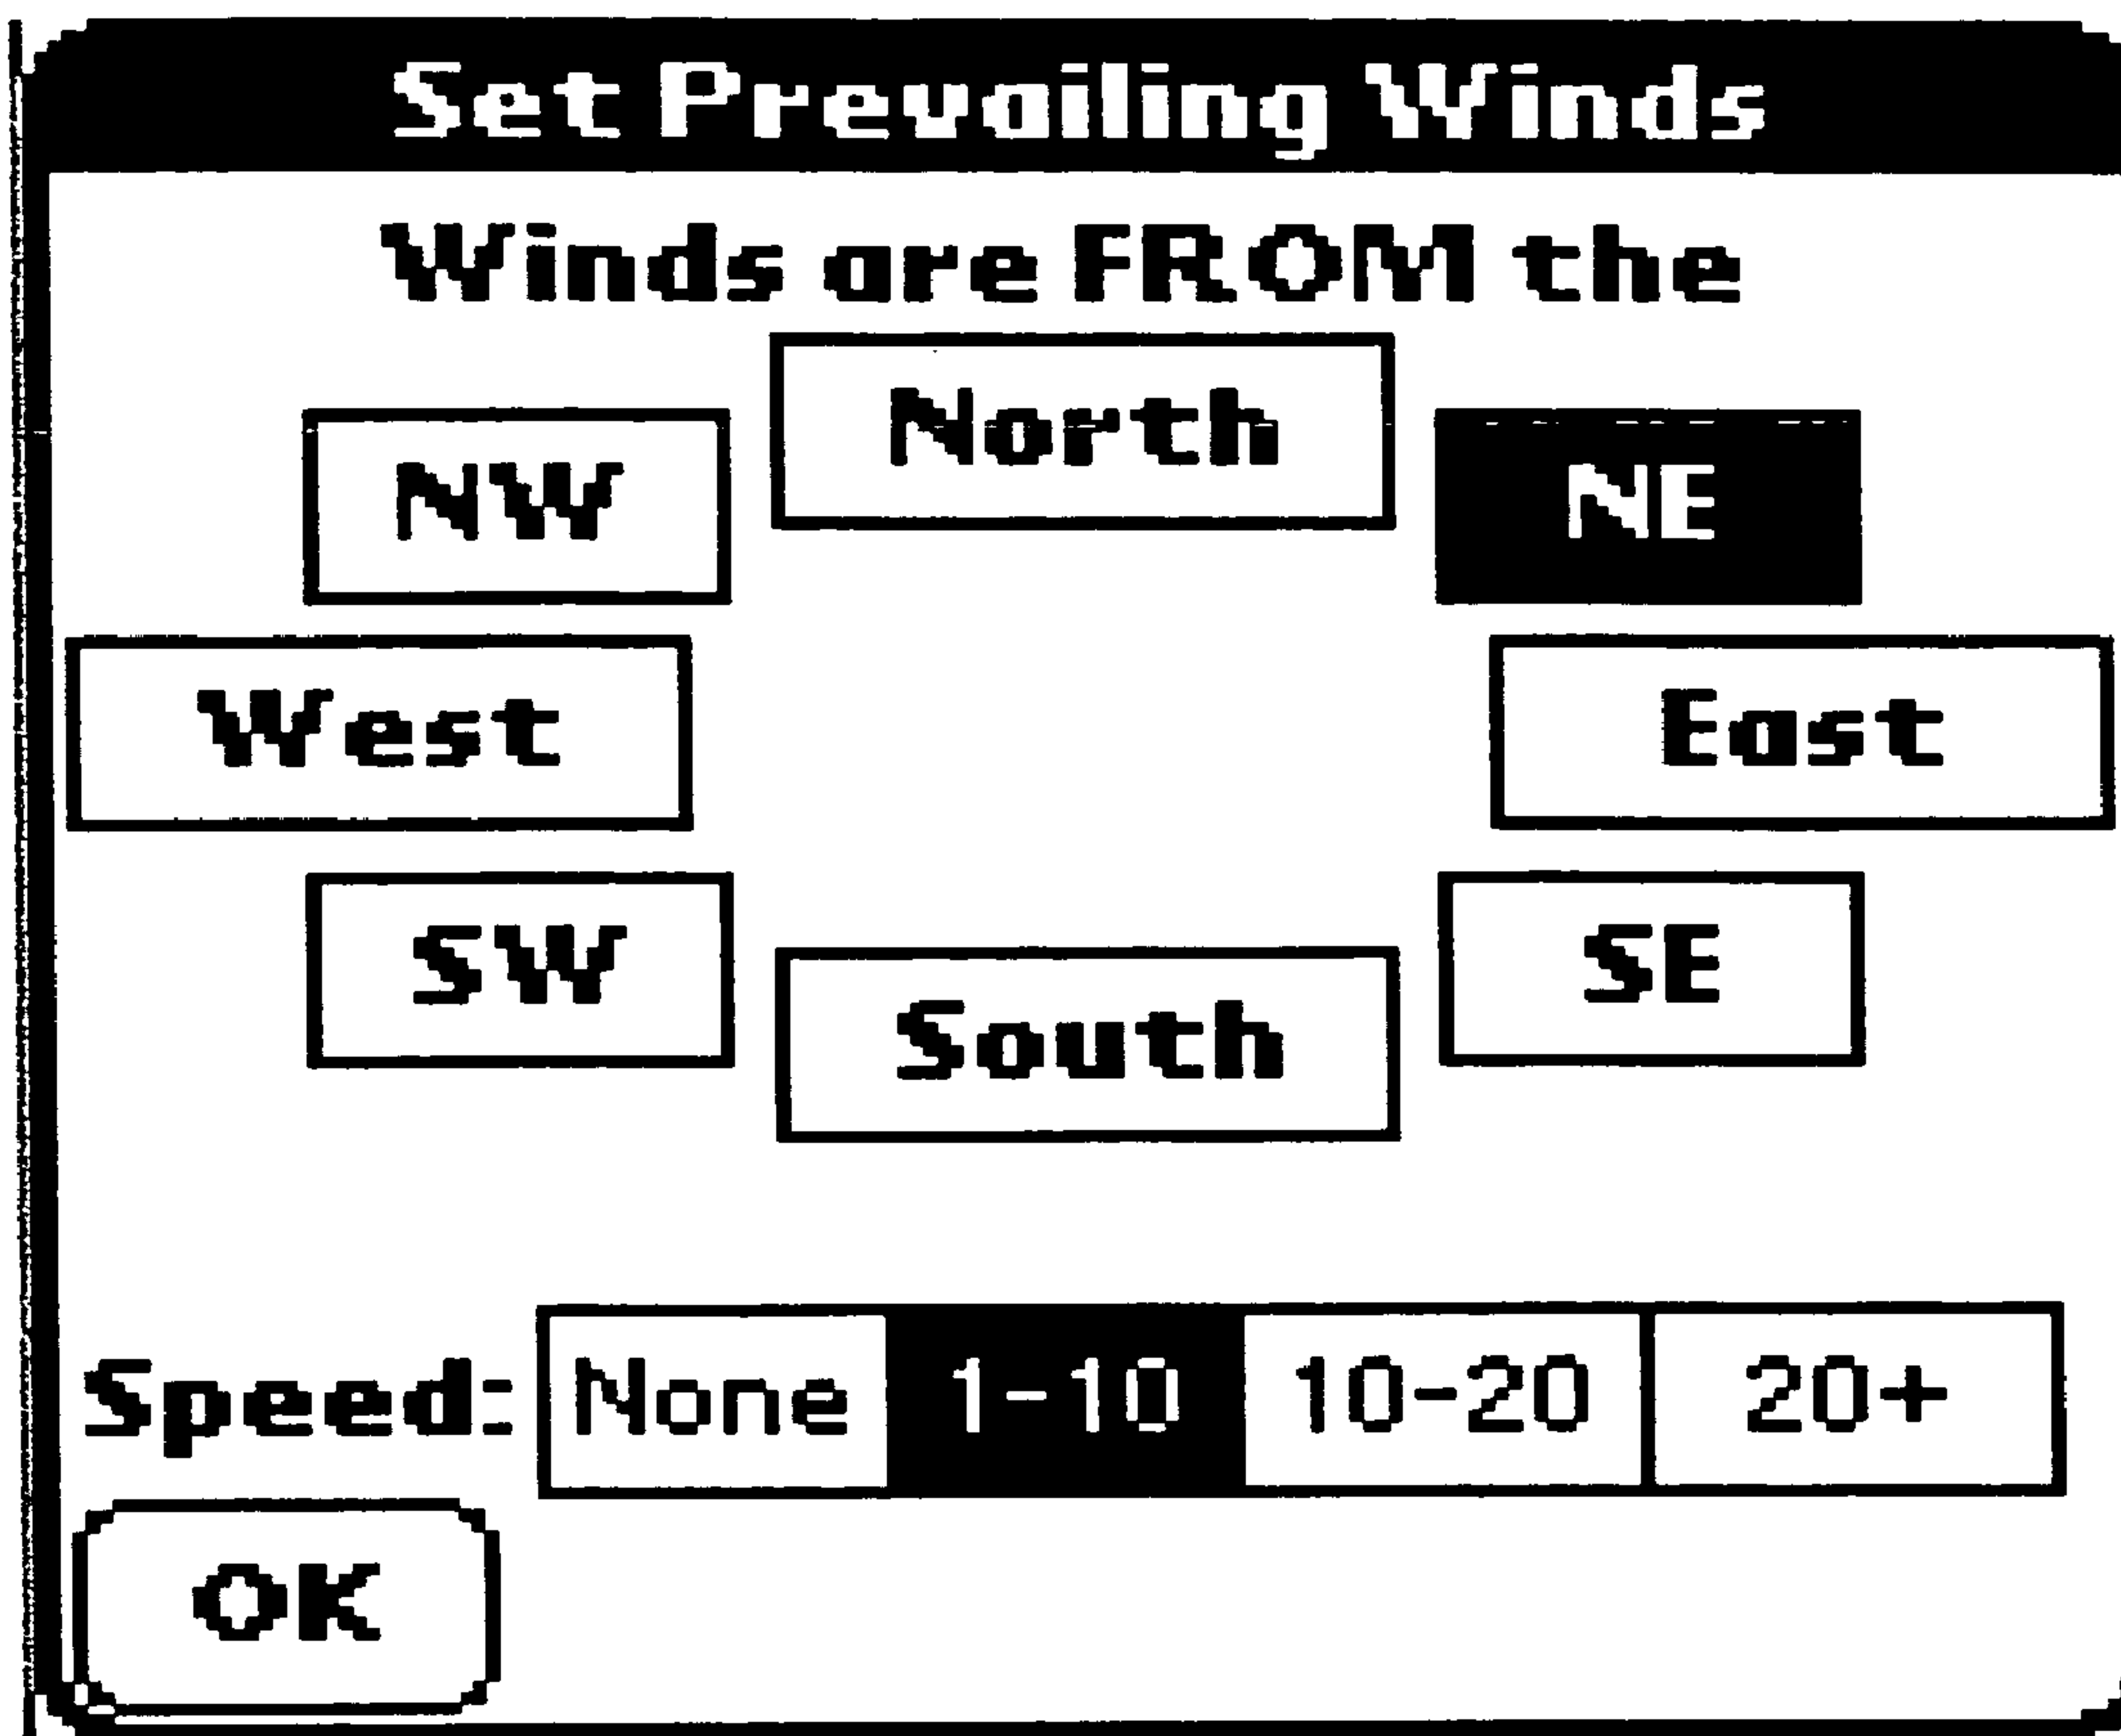 Set Prevailing Winds
Winds are FROM the
North
NW
NE
West
East
SW
SE
South
Speed: None 1-10 10-20 20+
OK